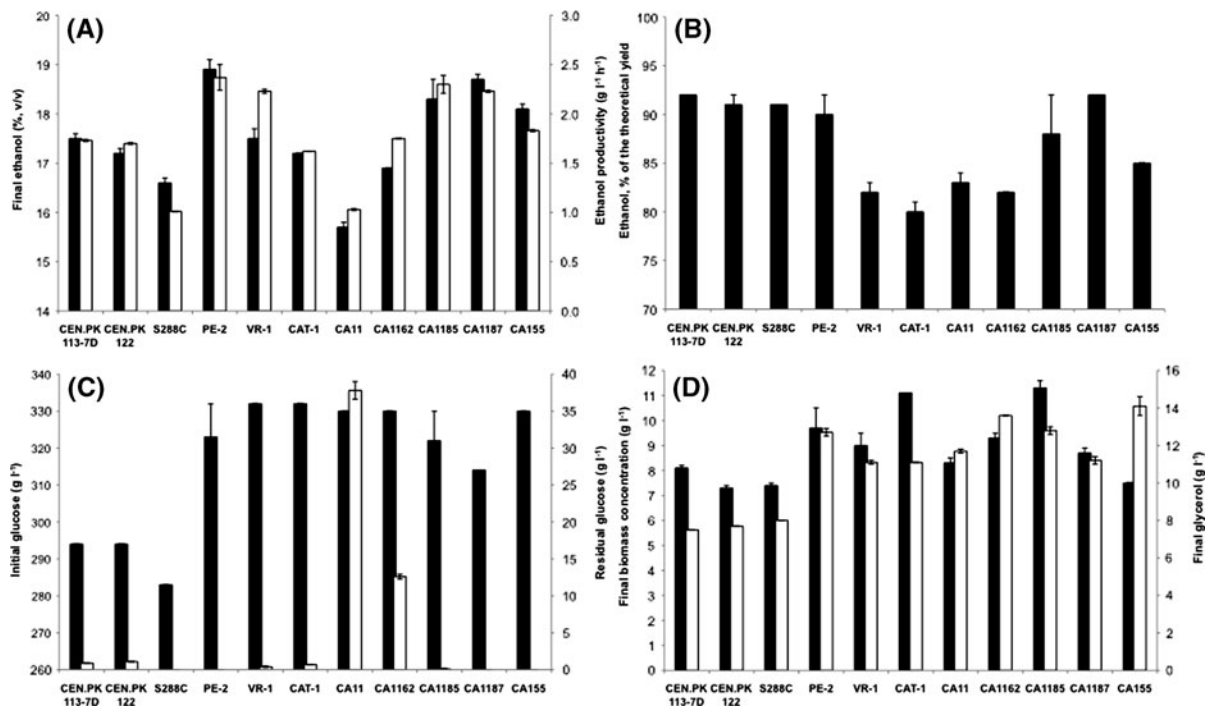 (A)
Final ethanol (%, v/v)
20
19
18
17
16
15
14
3.0
2.5
2.0
1.5
1.0
0.5
0.0
Ethanol productivity (g l-1 h-1)
CEN.PK 113-7D
CEN.PK 122
S288C
PE-2
VR-1
CAT-1
CA11
CA1162
CA1185
CA1187
CA155
(B)
Ethanol, % of the theoretical yield
100
95
90
85
80
75
70
CEN.PK 113-7D
CEN.PK 122
S288C
PE-2
VR-1
CAT-1
CA11
CA1162
CA1185
CA1187
CA155
(C)
Initial glucose (g l-1)
340
330
320
310
300
290
280
270
260
40
35
30
25
20
15
10
5
0
Residual glucose (g l-1)
CEN.PK 113-7D
CEN.PK 122
S288C
PE-2
VR-1
CAT-1
CA11
CA1162
CA1185
CA1187
CA155
(D)
Final biomass concentration (g l-1)
12
11
10
9
8
7
6
5
4
3
2
1
0
16
14
12
10
8
6
4
2
0
Final glycerol (g l-1)
CEN.PK 113-7D
CEN.PK 122
S288C
PE-2
VR-1
CAT-1
CA11
CA1162
CA1185
CA1187
CA155